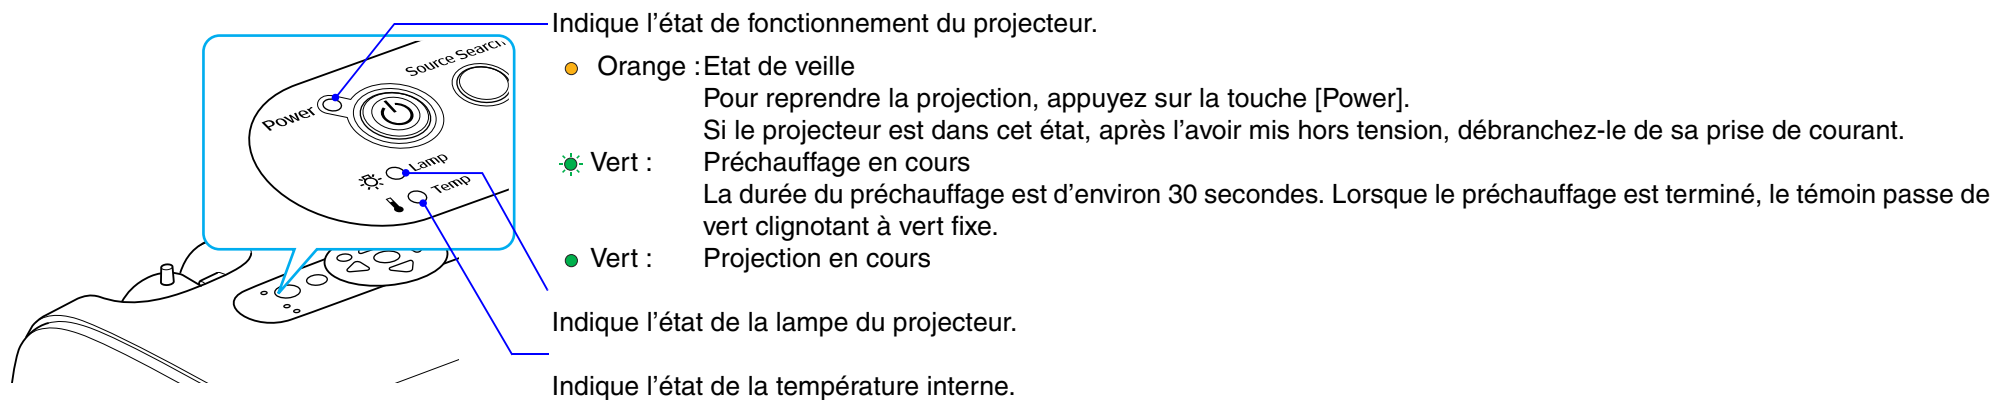 Indique l’état de fonctionnement du projecteur.
Source Search
Power
Lamp
Temp
Orange : Etat de veille
Pour reprendre la projection, appuyez sur la touche [Power].
Si le projecteur est dans cet état, après l’avoir mis hors tension, débranchez-le de sa prise de courant.
Vert : Préchauffage en cours
La durée du préchauffage est d’environ 30 secondes. Lorsque le préchauffage est terminé, le témoin passe de
vert clignotant à vert fixe.
Vert : Projection en cours
Indique l’état de la lampe du projecteur.
Indique l’état de la température interne.